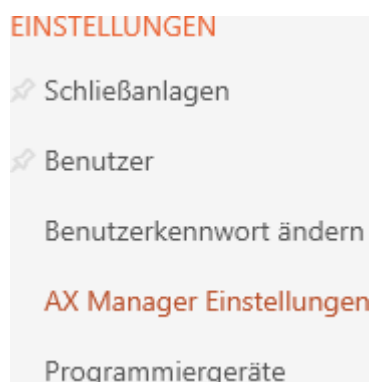 EINSTELLUNGEN
Schließanlagen
Benutzer
Benutzerkennwort ändern
AX Manager Einstellungen
Programmiergeräte